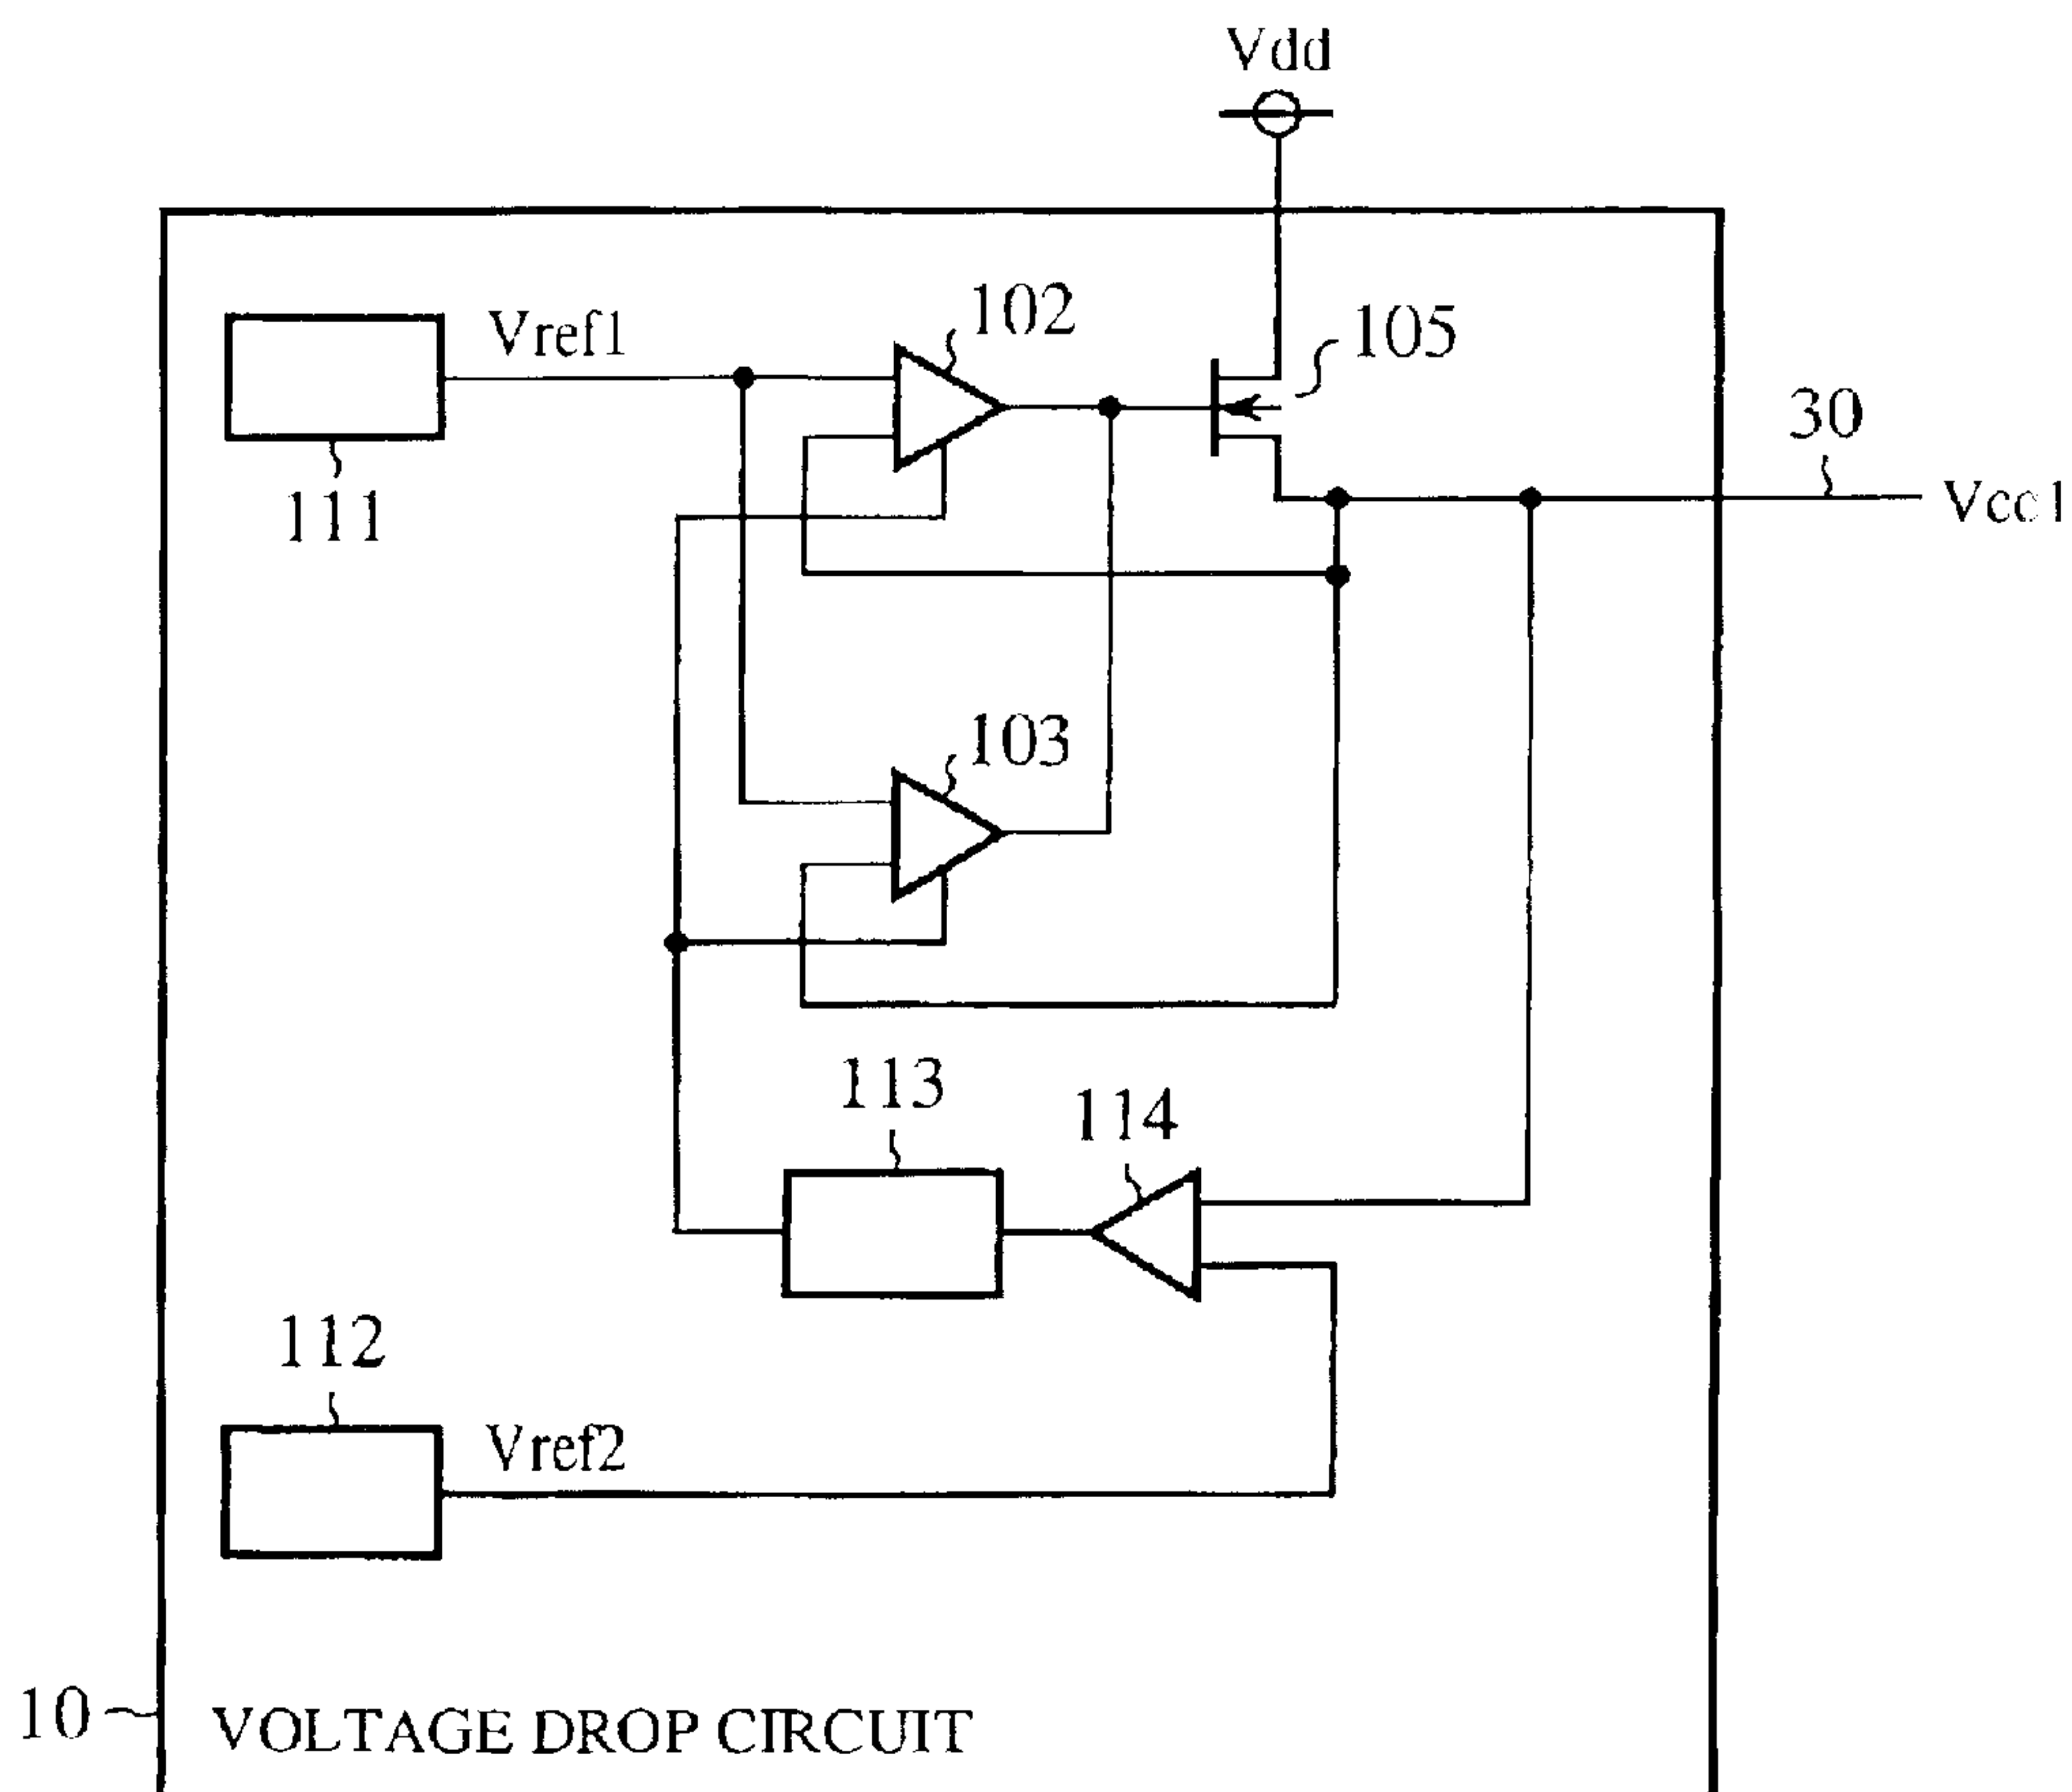 Vdd
102
105
Vref1
30
111
Vcc1
103
113
114
112
Vref2
10
VOLTAGE DROP CIRCUIT